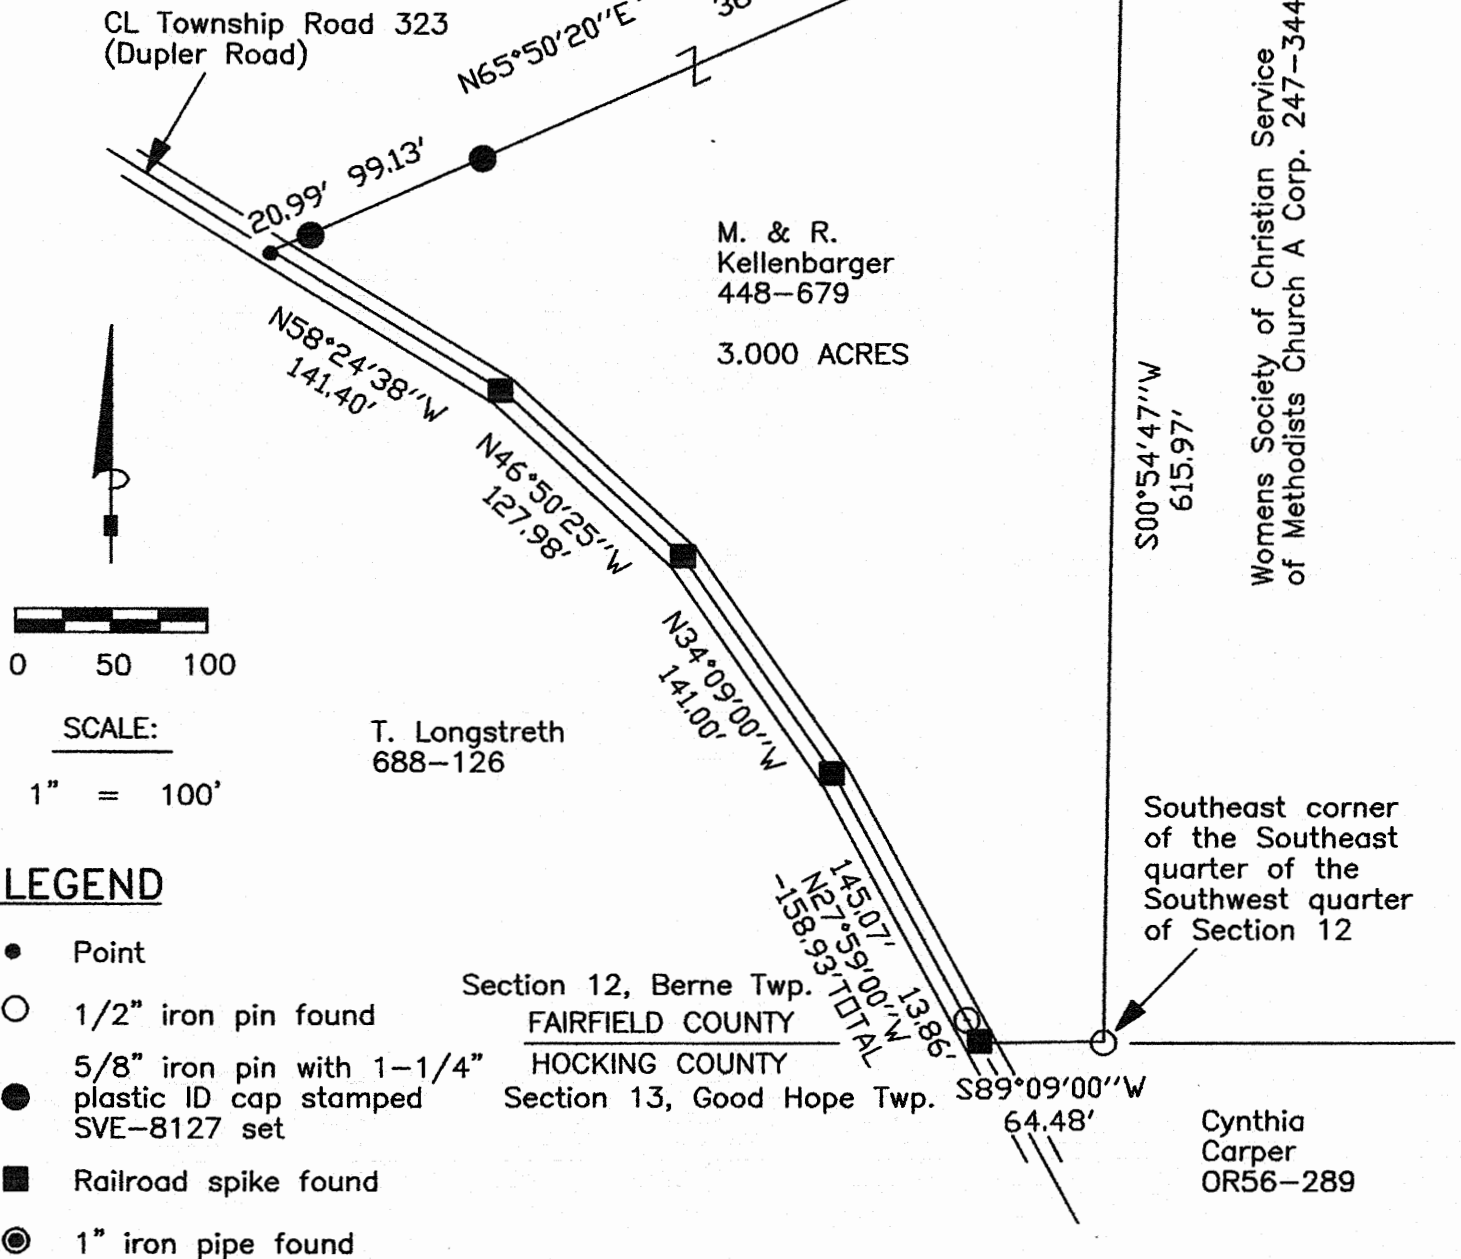 CL Township Road 323
(Dupler Road)
N65°50'20"E
20.99' 99.13'
M. & R.
Kellenbarger
448-679
3.000 ACRES
Womens Society of Christian Service
of Methodists Church A Corp. 247-344
S00°54'47"W
615.97'
N58°24'38"W
141.40'
N46°50'25"W
127.98'
N34°09'00"W
141.00'
0 50 100
SCALE:
1" = 100'
T. Longstreth
688-126
Southeast corner
of the Southeast
quarter of the
Southwest quarter
of Section 12
145.07' 13.86'
N27°59'00"W
-158.93'TOTAL
Section 12, Berne Twp.
FAIRFIELD COUNTY
HOCKING COUNTY
Section 13, Good Hope Twp.
S89°09'00"W
64.48'
Cynthia
Carper
OR56-289
LEGEND
Point
1/2" iron pin found
5/8" iron pin with 1-1/4"
plastic ID cap stamped
SVE-8127 set
Railroad spike found
1" iron pipe found